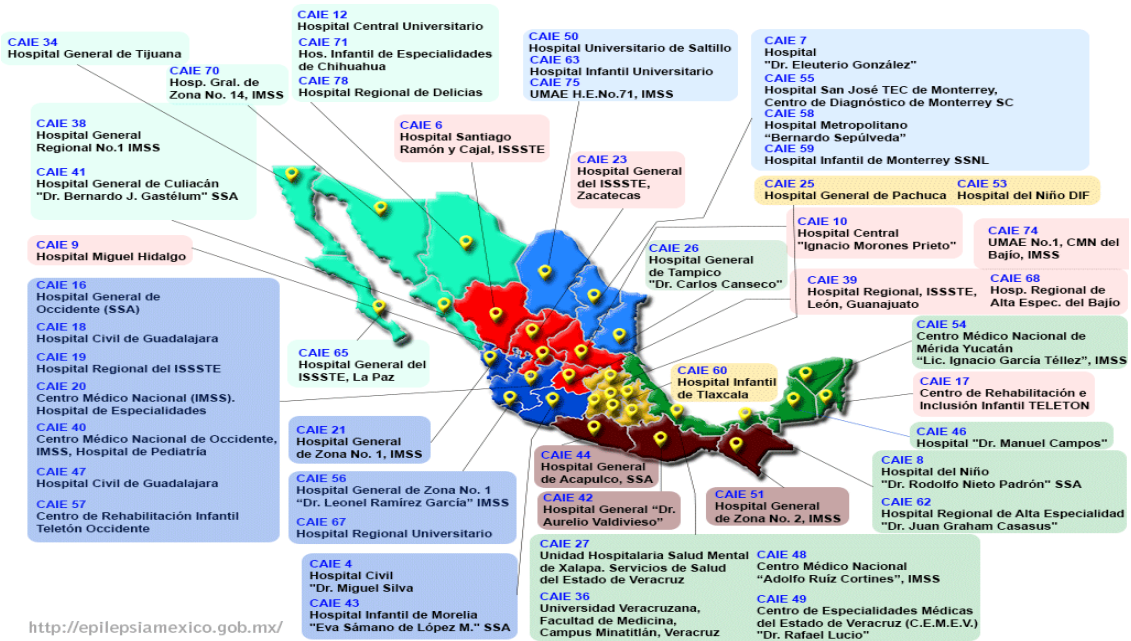 CAIE 34
Hospital General de Tijuana
CAIE 70
Hosp. Gral. de
Zona No. 14, IMSS
CAIE 12
Hospital Central Universitario
CAIE 71
Hos. Infantil de Especialidades
de Chihuahua
CAIE 78
Hospital Regional de Delicias
CAIE 50
Hospital Universitario de Saltillo
CAIE 63
Hospital Infantil Universitario
CAIE 75
UMAE H.E.No.71, IMSS
CAIE 7
Hospital
"Dr. Eleuterio González"
CAIE 55
Hospital San José TEC de Monterrey,
Centro de Diagnóstico de Monterrey SC
CAIE 58
Hospital Metropolitano
“Bernardo Sepúlveda”
CAIE 59
Hospital Infantil de Monterrey SSNL
CAIE 38
Hospital General
Regional No.1 IMSS
CAIE 41
Hospital General de Culiacán
"Dr. Bernardo J. Gastélum" SSA
CAIE 6
Hospital Santiago
Ramón y Cajal, ISSSTE
CAIE 23
Hospital General
del ISSSTE,
Zacatecas
CAIE 25
Hospital General de Pachuca
CAIE 53
Hospital del Niño DIF
CAIE 9
Hospital Miguel Hidalgo
CAIE 26
Hospital General
de Tampico
"Dr. Carlos Canseco"
CAIE 10
Hospital Central
"Ignacio Morones Prieto"
CAIE 74
UMAE No.1, CMN del
Bajío, IMSS
CAIE 39
Hospital Regional, ISSSTE,
León, Guanajuato
CAIE 68
Hosp. Regional de
Alta Espec. del Bajío
CAIE 16
Hospital General de
Occidente (SSA)
CAIE 18
Hospital Civil de Guadalajara
CAIE 19
Hospital Regional del ISSSTE
CAIE 20
Centro Médico Nacional (IMSS).
Hospital de Especialidades
CAIE 40
Centro Médico Nacional de Occidente,
IMSS, Hospital de Pediatría
CAIE 47
Hospital Civil de Guadalajara
CAIE 57
Centro de Rehabilitación Infantil
Teletón Occidente
CAIE 65
Hospital General del
ISSSTE, La Paz
CAIE 60
Hospital Infantil
de Tlaxcala
CAIE 54
Centro Médico Nacional de
Mérida Yucatán
“Lic. Ignacio García Téllez”, IMSS
CAIE 17
Centro de Rehabilitación e
Inclusión Infantil TELETON
CAIE 46
Hospital "Dr. Manuel Campos"
CAIE 21
Hospital General
de Zona No. 1, IMSS
CAIE 56
Hospital General de Zona No. 1
“Dr. Leonel Ramírez García” IMSS
CAIE 67
Hospital Regional Universitario
CAIE 44
Hospital General
de Acapulco, SSA
CAIE 42
Hospital General “Dr.
Aurelio Valdivieso”
CAIE 51
Hospital General
de Zona No. 2, IMSS
CAIE 8
Hospital del Niño
"Dr. Rodolfo Nieto Padrón" SSA
CAIE 62
Hospital Regional de Alta Especialidad
"Dr. Juan Graham Casasus"
CAIE 4
Hospital Civil
"Dr. Miguel Silva
CAIE 43
Hospital Infantil de Morelia
"Eva Sámano de López M." SSA
CAIE 27
Unidad Hospitalaria Salud Mental
de Xalapa. Servicios de Salud
del Estado de Veracruz
CAIE 36
Universidad Veracruzana,
Facultad de Medicina,
Campus Minatitlán, Veracruz
CAIE 48
Centro Médico Nacional
“Adolfo Ruíz Cortines”, IMSS
CAIE 49
Centro de Especialidades Médicas
del Estado de Veracruz (C.E.M.E.V.)
"Dr. Rafael Lucio"
http://epilepsiamexico.gob.mx/